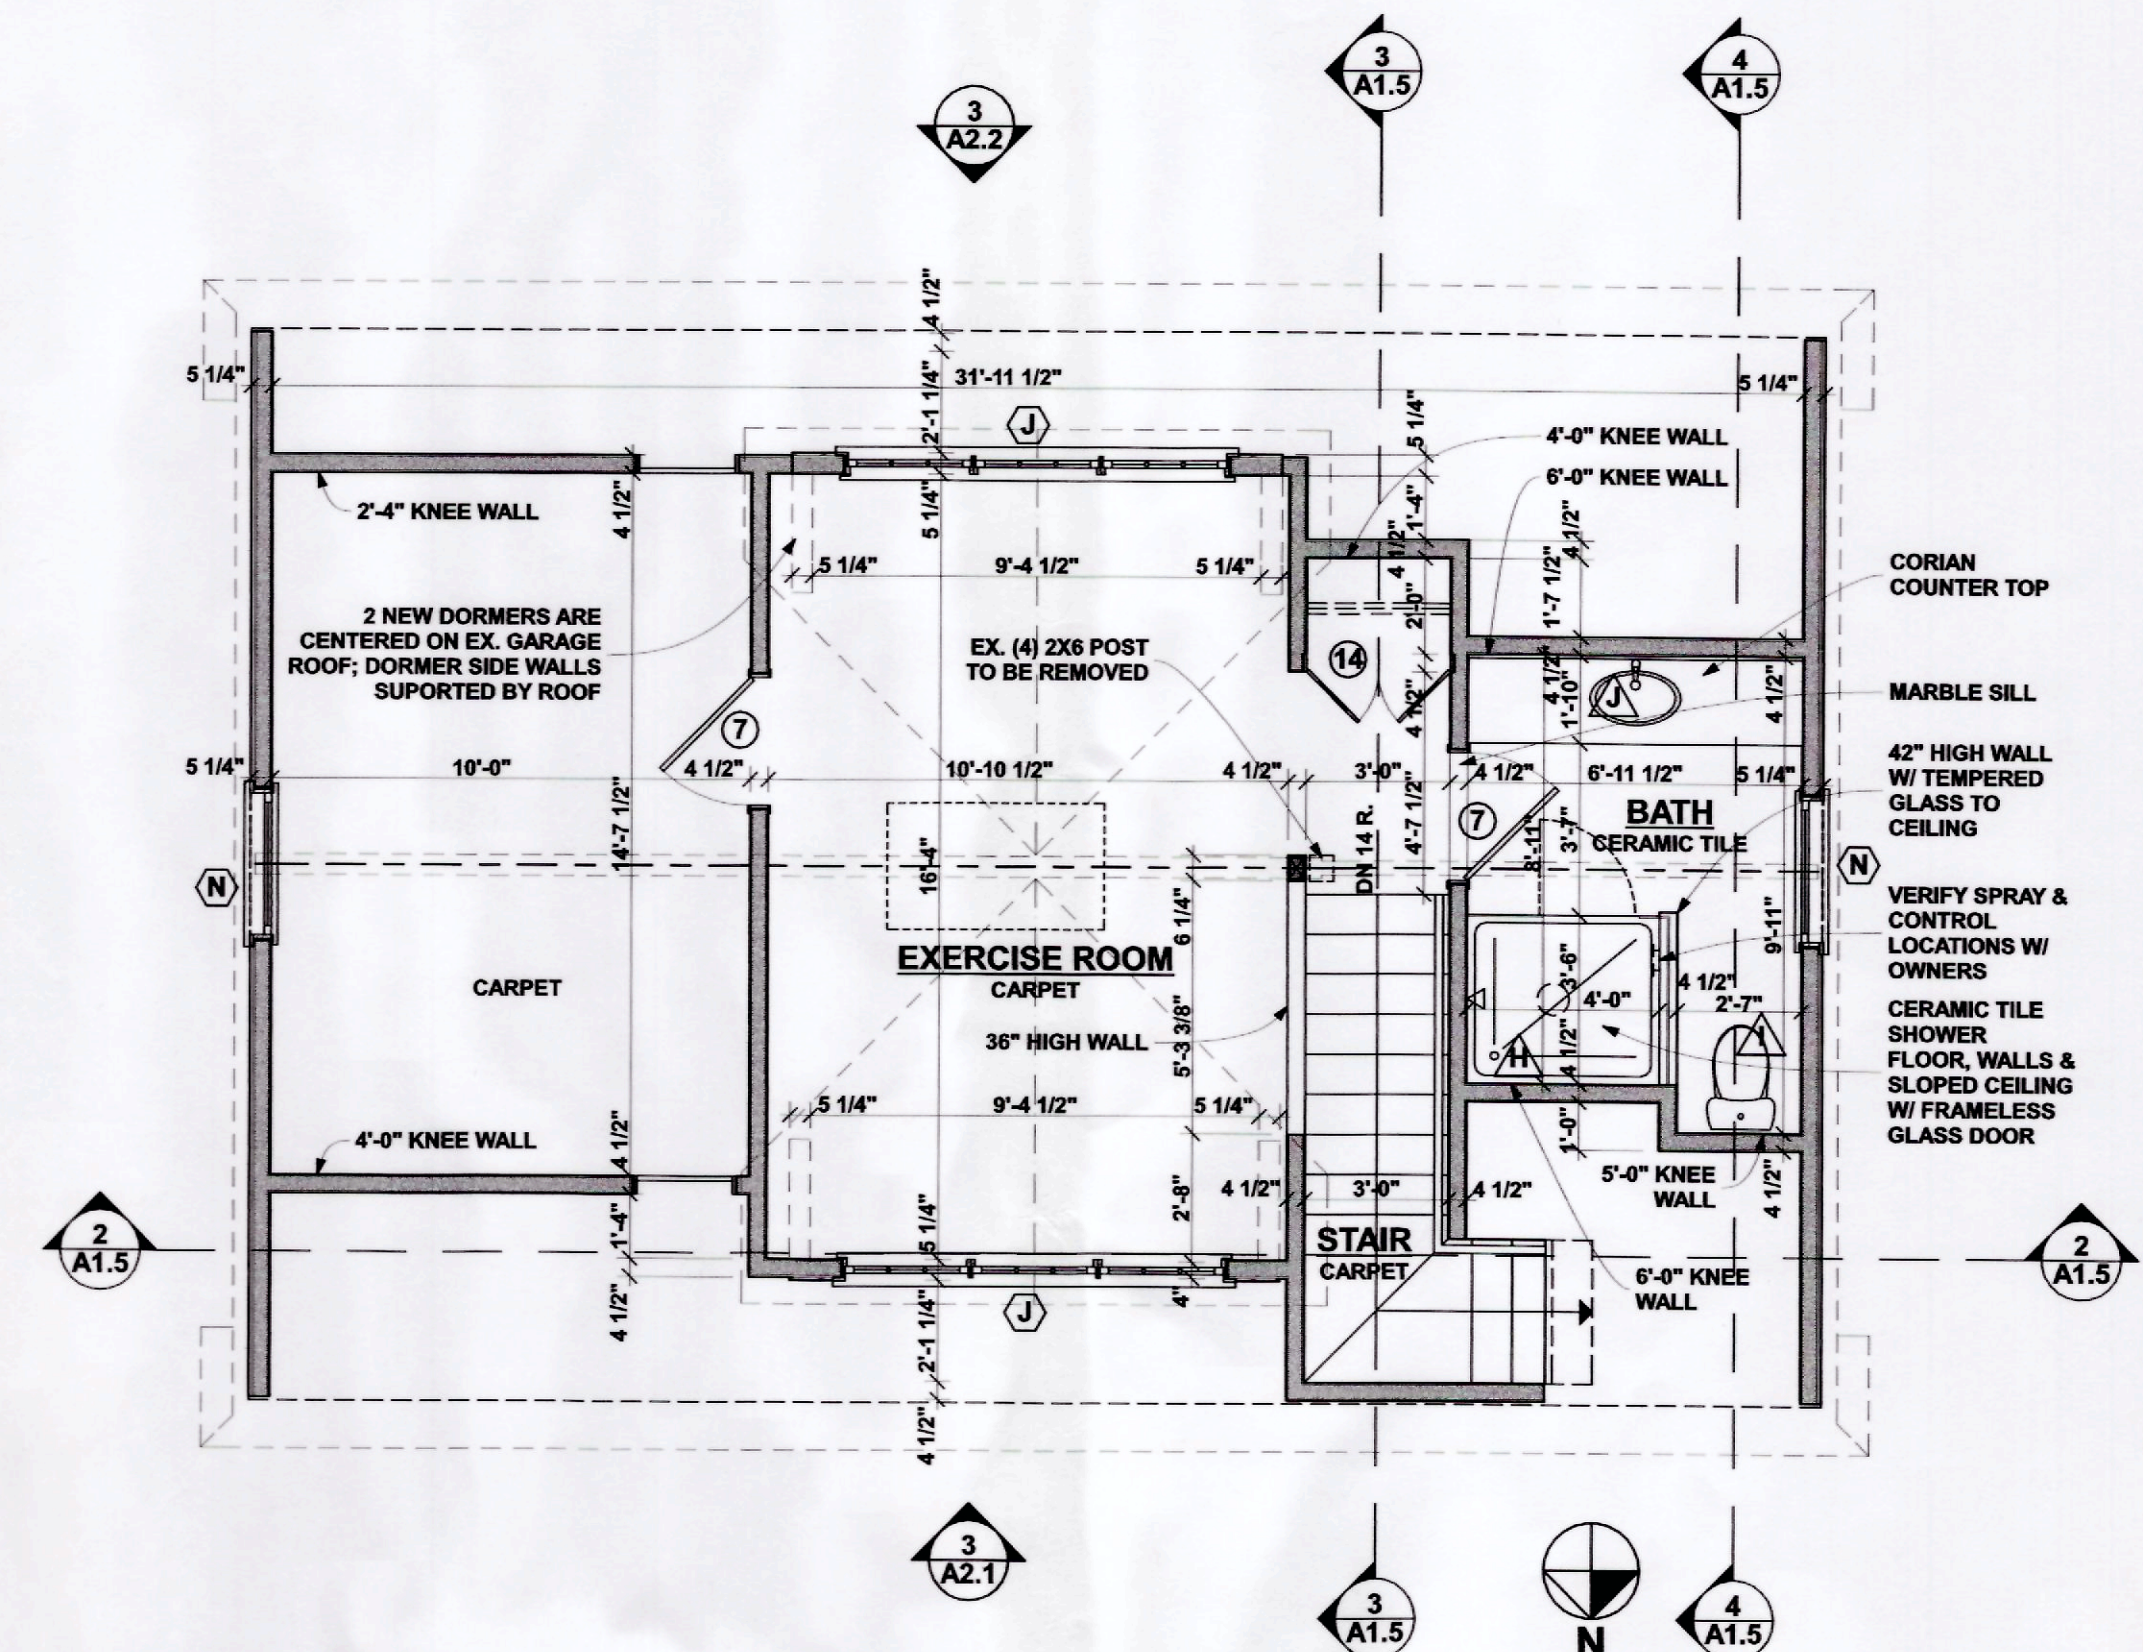 3
A1.5
4
A1.5
3
A2.2
4 1/2"
5 1/4"
31'-11 1/2"
5 1/4"
2'-1 1/4"
J
5 1/4"
4'-0" KNEE WALL
6'-0" KNEE WALL
2'-4" KNEE WALL
4 1/2"
5 1/4"
1'-4"
4 1/2"
4 1/2"
5 1/4"
9'-4 1/2"
5 1/4"
2'-0"
1'-7 1/2"
CORIAN
COUNTER TOP
2 NEW DORMERS ARE
CENTERED ON EX. GARAGE
ROOF; DORMER SIDE WALLS
SUPORTED BY ROOF
EX. (4) 2X6 POST
TO BE REMOVED
14
4 1/2"
4 1/2"
1'-10"
J
4 1/2"
MARBLE SILL
7
5 1/4"
10'-0"
4 1/2"
10'-10 1/2"
4 1/2"
3'-0"
4 1/2"
6'-11 1/2"
5 1/4"
42" HIGH WALL
W/ TEMPERED
GLASS TO
CEILING
14'-7 1/2"
16'-4"
DN 14 R.
4'-7 1/2"
7
8'-11"
3'-7"
BATH
CERAMIC TILE
N
N
6 1/4"
9'-11"
VERIFY SPRAY &
CONTROL
LOCATIONS W/
OWNERS
EXERCISE ROOM
CARPET
CARPET
3'-6"
4'-0"
4 1/2"
2'-7"
CERAMIC TILE
SHOWER
FLOOR, WALLS &
SLOPED CEILING
W/ FRAMELESS
GLASS DOOR
36" HIGH WALL
5'-3 3/8"
H
4 1/2"
I
5 1/4"
9'-4 1/2"
5 1/4"
4'-0" KNEE WALL
4 1/2"
1'-0"
5'-0" KNEE
WALL
4 1/2"
4 1/2"
3'-0"
4 1/2"
2'-8"
1'-4"
5 1/4"
2
A1.5
STAIR
CARPET
2
A1.5
6'-0" KNEE
WALL
4 1/2"
J
4"
2'-1 1/4"
4 1/2"
3
A2.1
3
A1.5
N
4
A1.5